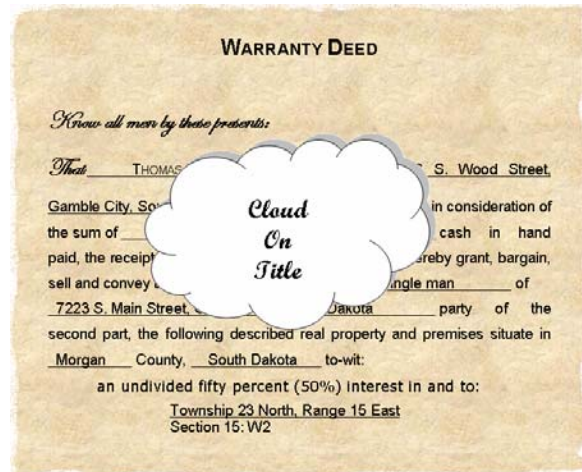 WARRANTY DEED
Know all men by these presents:
That THOMAS S. Wood Street,
Gamble City, in consideration of
the sum of cash in hand
paid, the receipt grant, bargain,
sell and convey man of
7223 S. Main Street, Dakota party of the
second part, the following described real property and premises situate in
Morgan County, South Dakota to-wit:
an undivided fifty percent (50%) interest in and to:
Township 23 North, Range 15 East
Section 15: W2
Cloud
On
Title